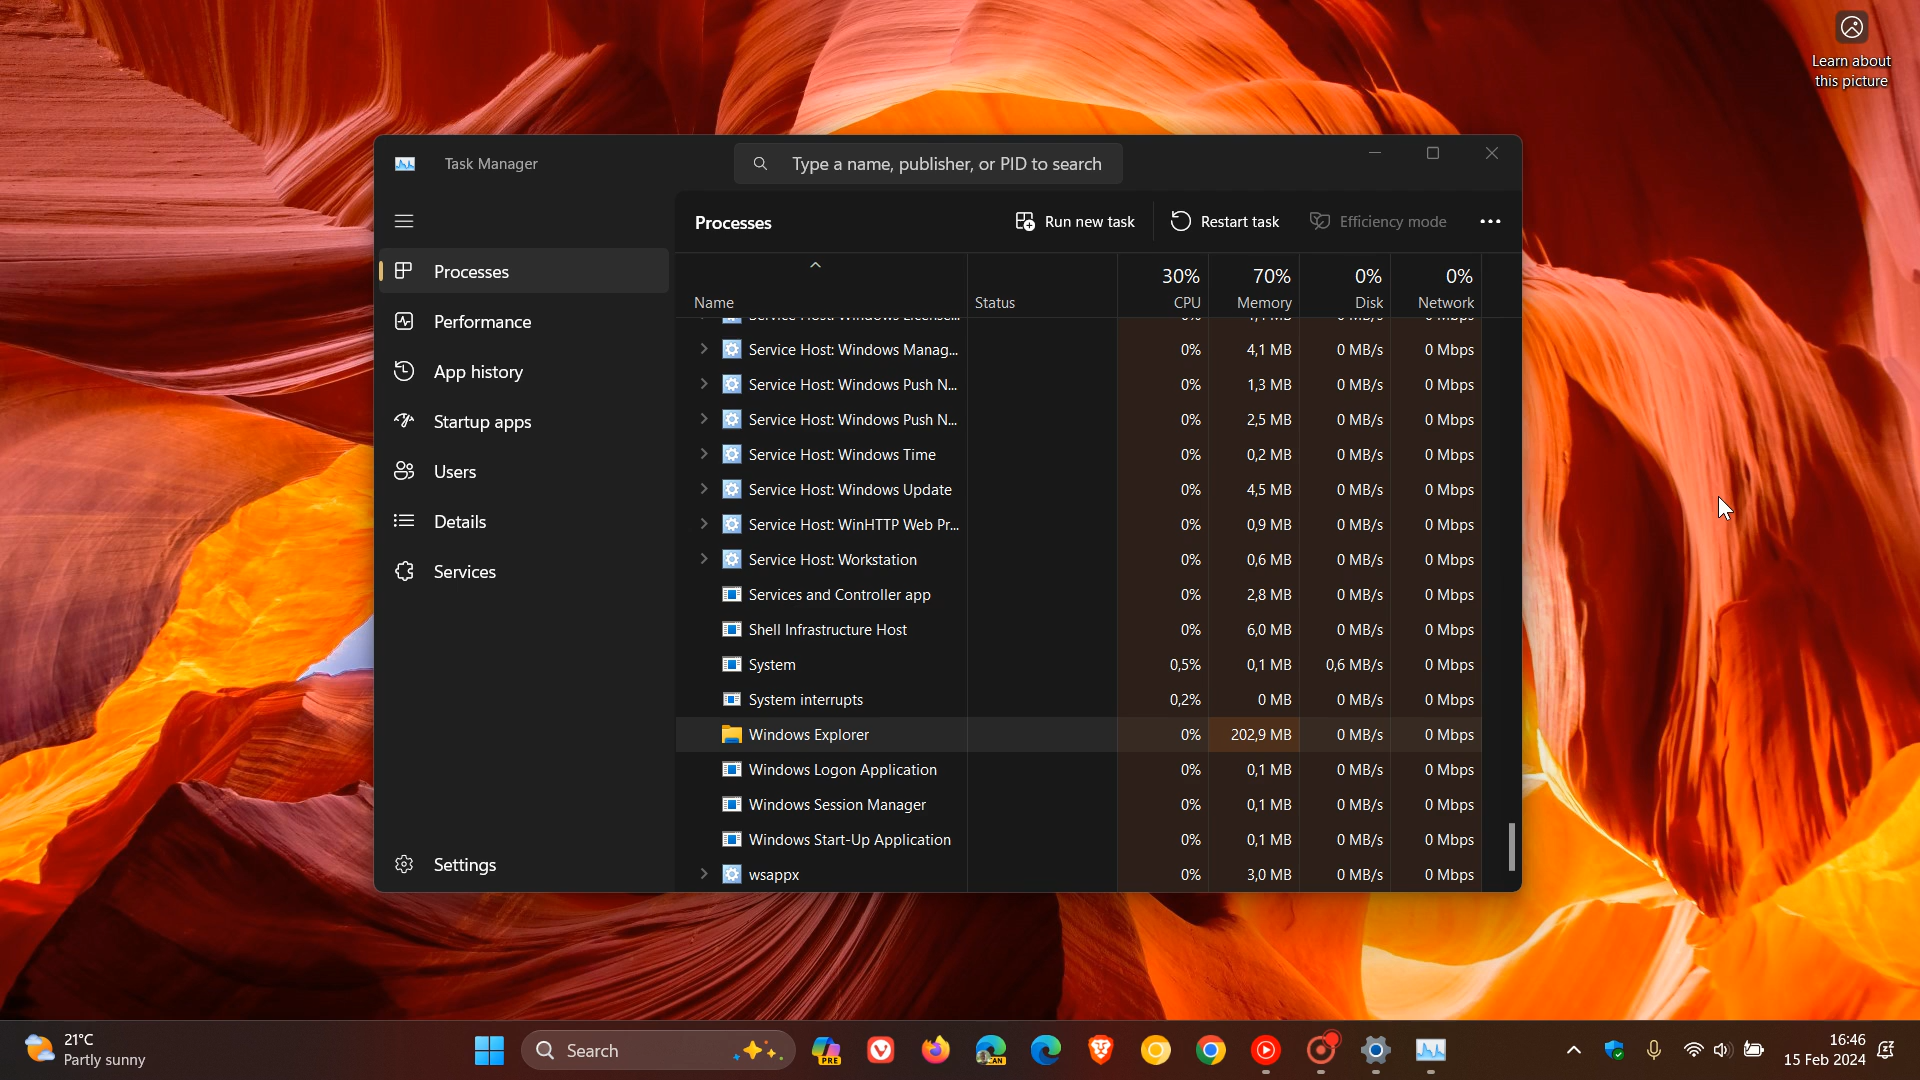 Learn about
this picture
Task Manager
Type a name, publisher, or PID to search
Processes
Run new task
Restart task
Efficiency mode
Processes
Performance
App history
Startup apps
Users
Details
Services
Settings
30% 70% 0% 0%
Name Status CPU Memory Disk Network
Service Host: Windows Manag... 0% 4,1 MB 0 MB/s 0 Mbps
Service Host: Windows Push N... 0% 1,3 MB 0 MB/s 0 Mbps
Service Host: Windows Push N... 0% 2,5 MB 0 MB/s 0 Mbps
Service Host: Windows Time 0% 0,2 MB 0 MB/s 0 Mbps
Service Host: Windows Update 0% 4,5 MB 0 MB/s 0 Mbps
Service Host: WinHTTP Web Pr... 0% 0,9 MB 0 MB/s 0 Mbps
Service Host: Workstation 0% 0,6 MB 0 MB/s 0 Mbps
Services and Controller app 0% 2,8 MB 0 MB/s 0 Mbps
Shell Infrastructure Host 0% 6,0 MB 0 MB/s 0 Mbps
System 0,5% 0,1 MB 0,6 MB/s 0 Mbps
System interrupts 0,2% 0 MB 0 MB/s 0 Mbps
Windows Explorer 0% 202,9 MB 0 MB/s 0 Mbps
Windows Logon Application 0% 0,1 MB 0 MB/s 0 Mbps
Windows Session Manager 0% 0,1 MB 0 MB/s 0 Mbps
Windows Start-Up Application 0% 0,1 MB 0 MB/s 0 Mbps
wsappx 0% 3,0 MB 0 MB/s 0 Mbps
21°C
Partly sunny
Search
PRE
CAN
16:46
15 Feb 2024